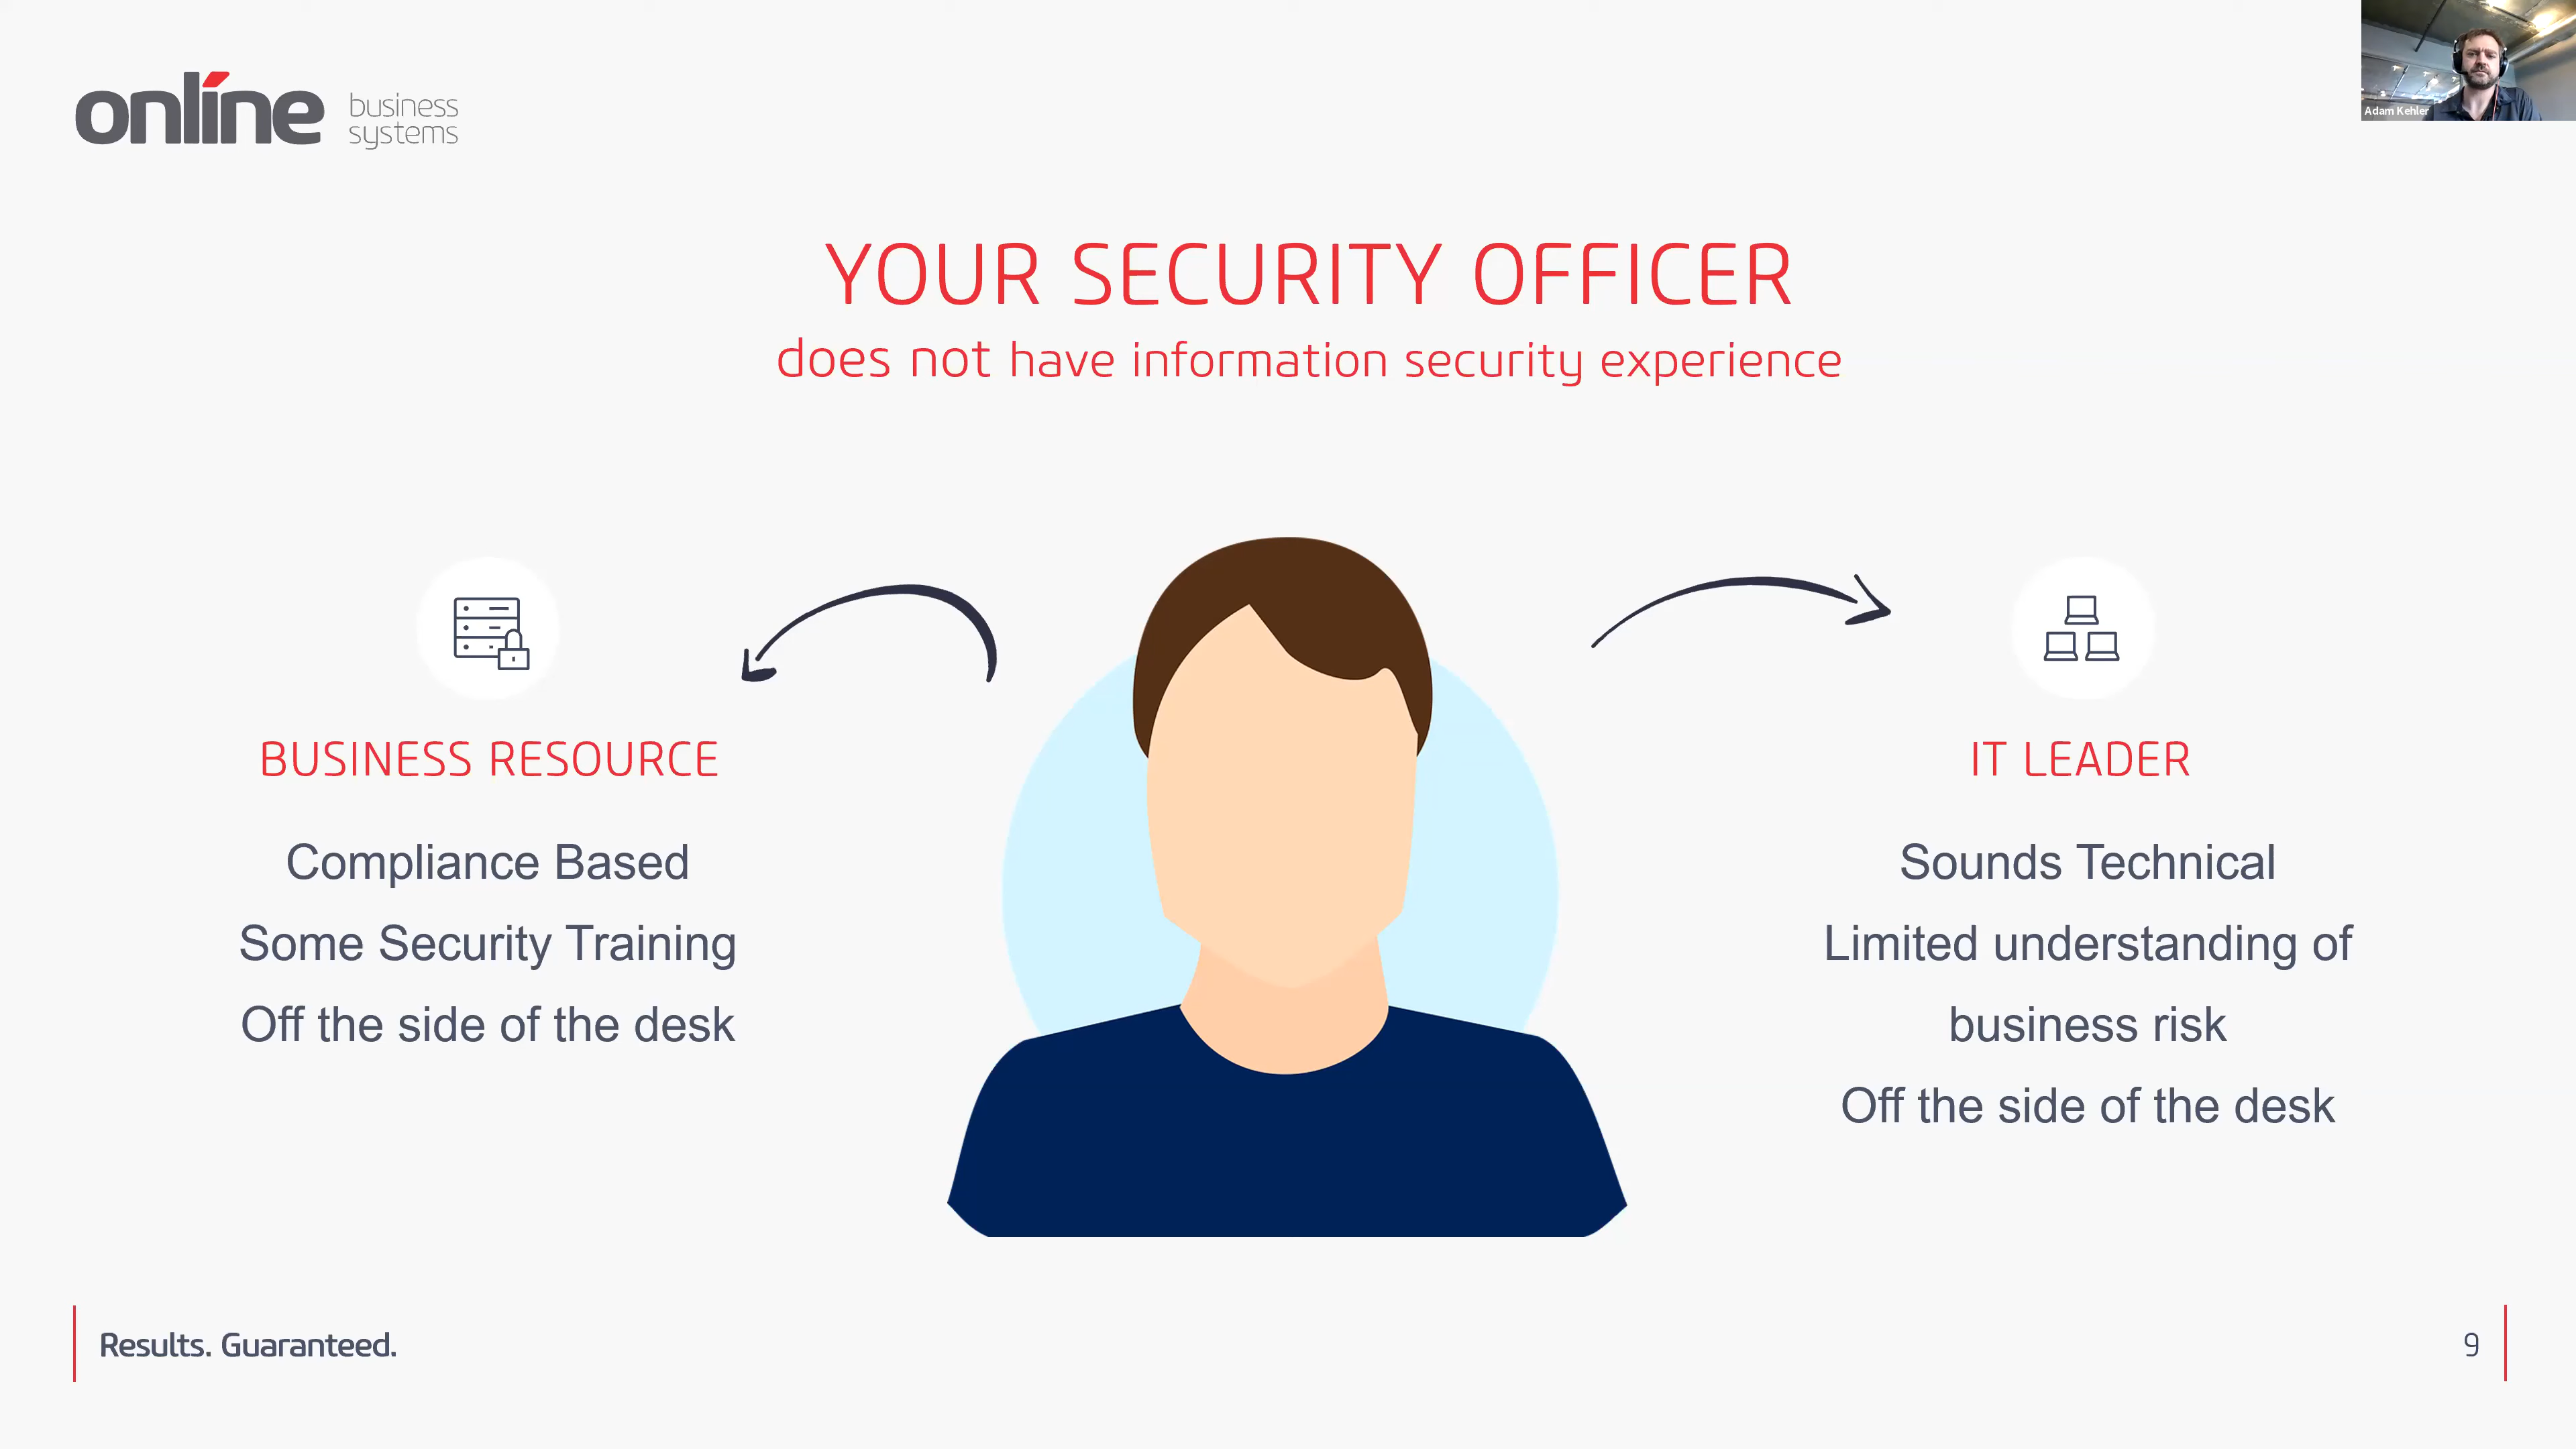 online business
systems
Adam Kehler
YOUR SECURITY OFFICER
does not have information security experience
BUSINESS RESOURCE
Compliance Based
Some Security Training
Off the side of the desk
IT LEADER
Sounds Technical
Limited understanding of
business risk
Off the side of the desk
Results. Guaranteed.
9